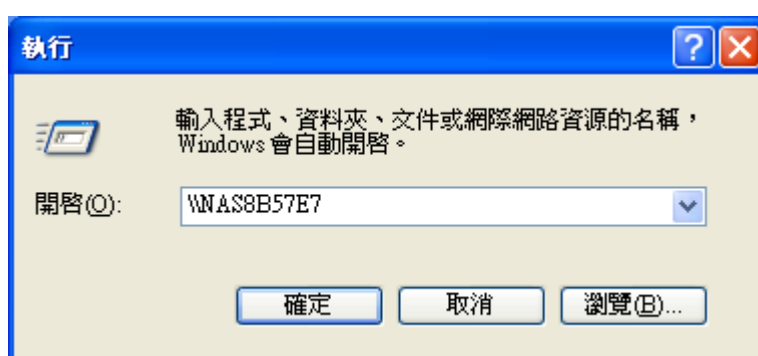 執行
輸入程式、資料夾、文件或網際網路資源的名稱，
Windows 會自動開啓。
開啓(O):
\\NAS8B57E7
確定
取消
瀏覽(B)...